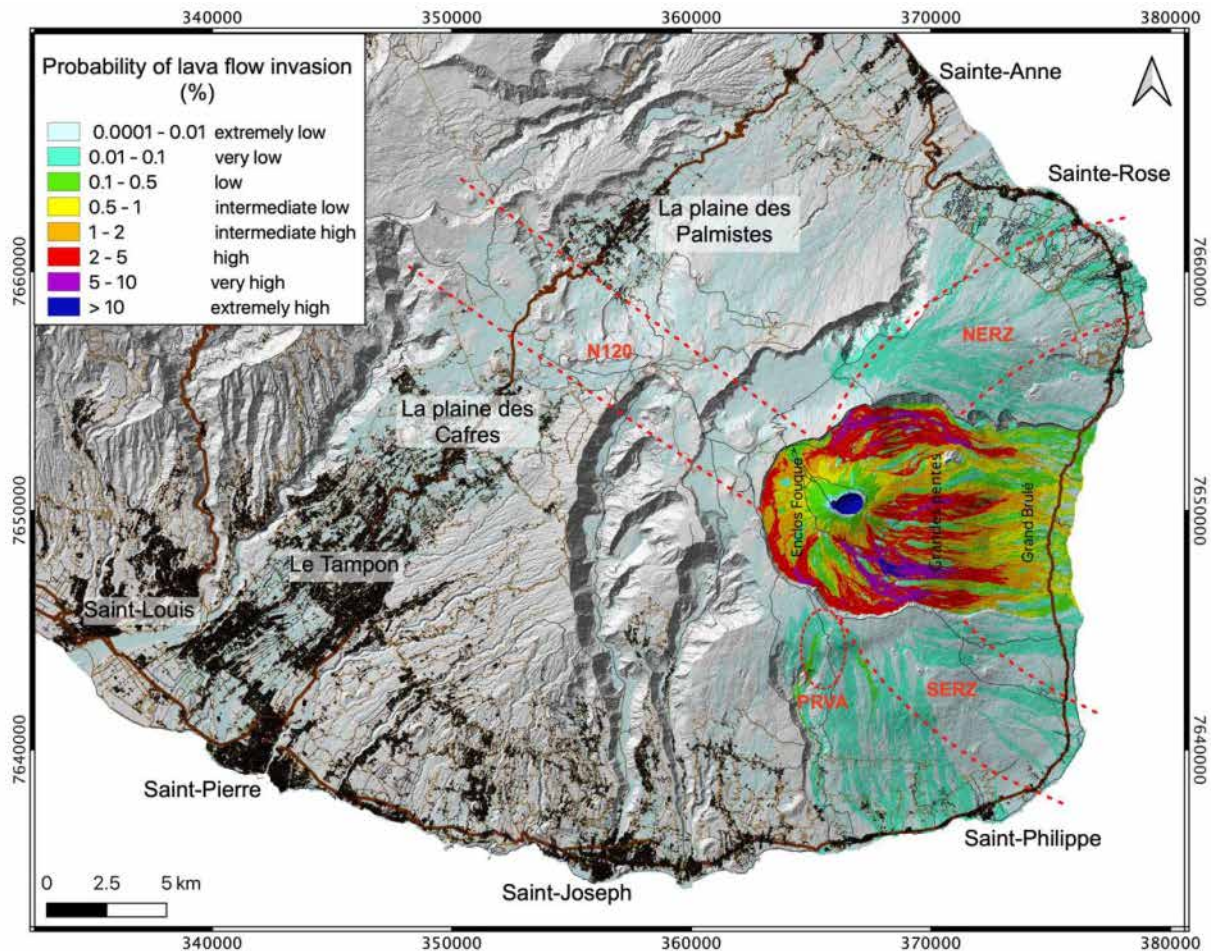 340000
350000
360000
370000
380000
Probability of lava flow invasion
(%)
0.0001 - 0.01 extremely low
0.01 - 0.1 very low
0.1 - 0.5 low
0.5 - 1 intermediate low
1 - 2 intermediate high
2 - 5 high
5 - 10 very high
> 10 extremely high
Sainte-Anne
Sainte-Rose
La plaine des
Palmistes
7660000
7660000
N120
NERZ
La plaine des
Cafres
Enclos Fouqué
Grandes pentes
Grand Brulé
7650000
7650000
Le Tampon
Saint-Louis
PRVA
SERZ
7640000
7640000
Saint-Pierre
Saint-Philippe
Saint-Joseph
0 2.5 5 km
340000
350000
360000
370000
380000